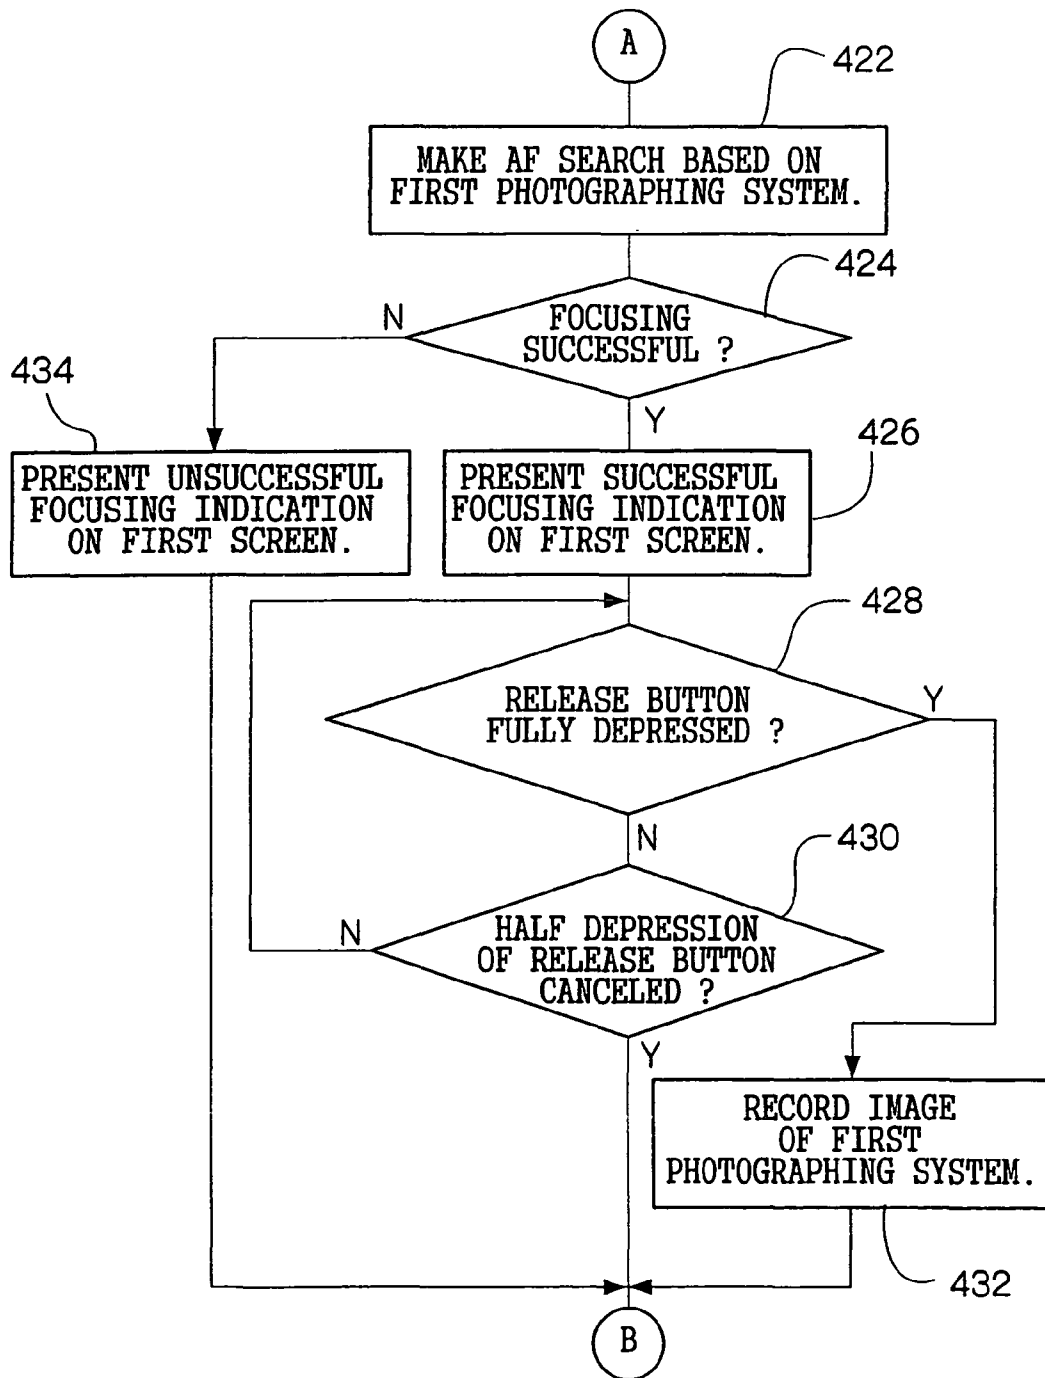 A
422
MAKE AF SEARCH BASED ON
FIRST PHOTOGRAPHING SYSTEM.
424
N
FOCUSING
SUCCESSFUL ?
434
Y
426
PRESENT UNSUCCESSFUL
FOCUSING INDICATION
ON FIRST SCREEN.
PRESENT SUCCESSFUL
FOCUSING INDICATION
ON FIRST SCREEN.
428
RELEASE BUTTON
FULLY DEPRESSED ?
Y
N
430
N
HALF DEPRESSION
OF RELEASE BUTTON
CANCELED ?
Y
RECORD IMAGE
OF FIRST
PHOTOGRAPHING SYSTEM.
432
B